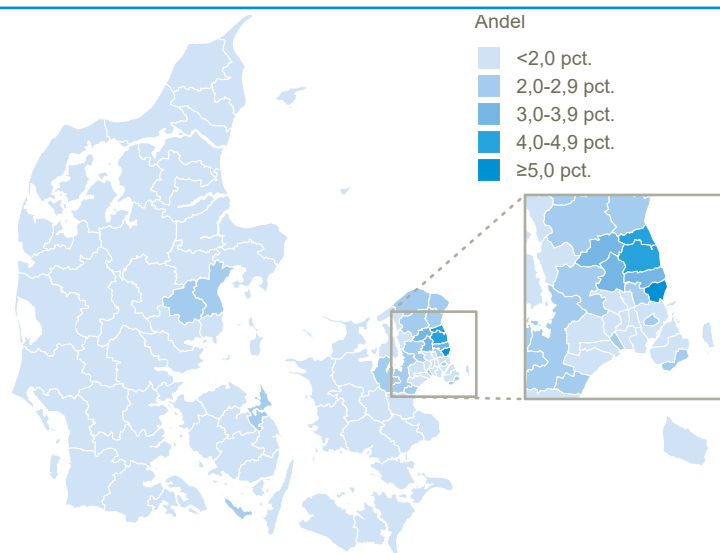 Andel
<2,0 pct.
2,0-2,9 pct.
3,0-3,9 pct.
4,0-4,9 pct.
≥5,0 pct.